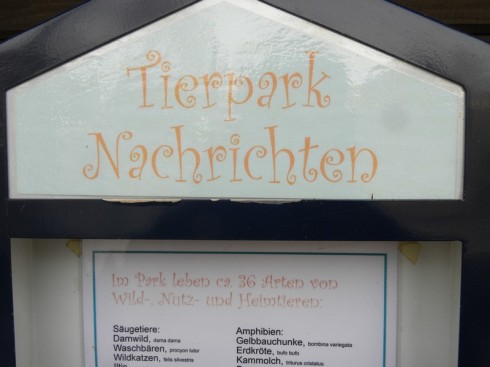 Tierpark
Nachrichten
Im Park leben ca. 36 Arten von
Wild-, Nutz- und Heimtieren:
Säugetiere:
Damwild, dama dama
Waschbären, procyon lotor
Wildkatzen, felis silvestris
Iltis
Amphibien:
Gelbbauchunke, bombina variegata
Erdkröte, bufo bufo
Kammolch, triturus cristatus